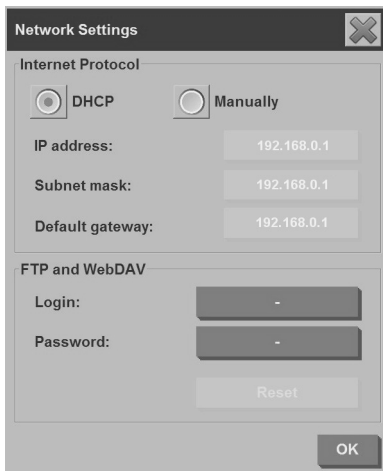 Network Settings
Internet Protocol
DHCP Manually
IP address: 192.168.0.1
Subnet mask: 192.168.0.1
Default gateway: 192.168.0.1
FTP and WebDAV
Login: -
Password: -
Reset
OK